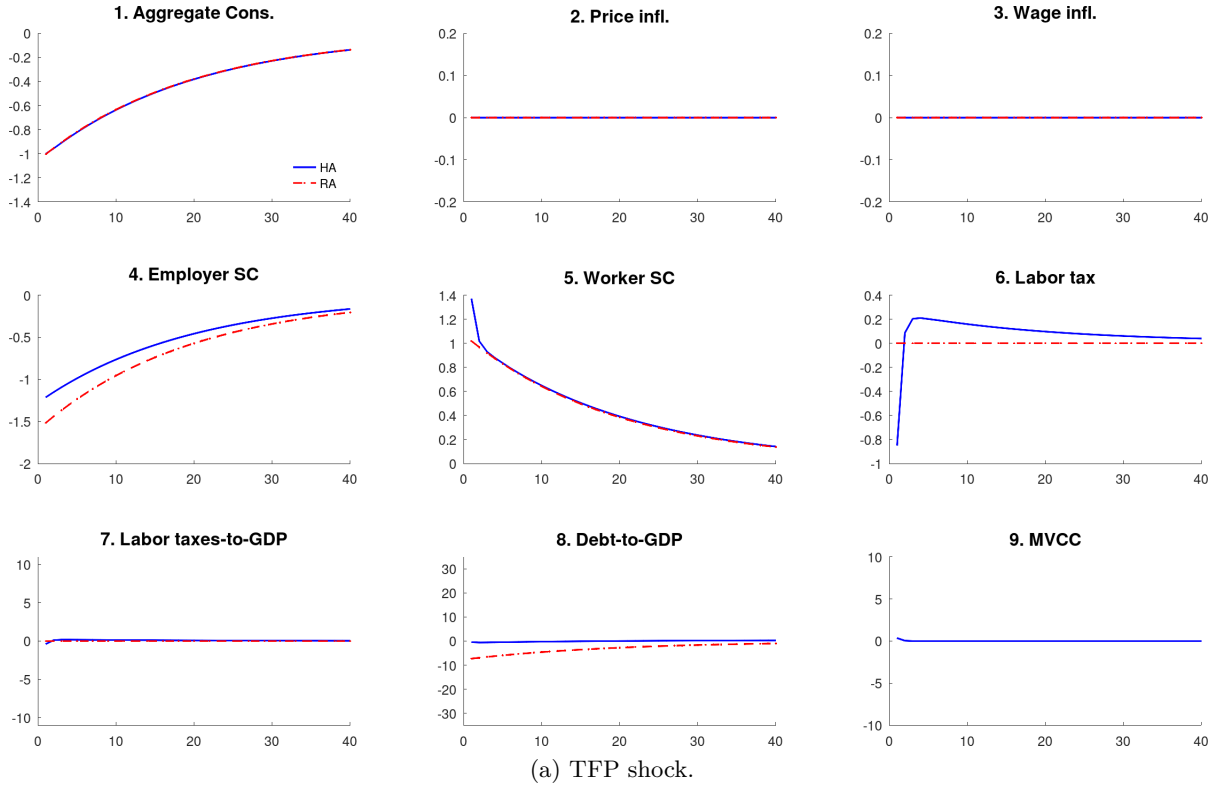 1. Aggregate Cons.
0
-0.2
-0.4
-0.6
-0.8
-1
-1.2
-1.4
0 10 20 30 40
HA
RA
2. Price infl.
0.2
0.1
0
-0.1
-0.2
0 10 20 30 40
3. Wage infl.
0.2
0.1
0
-0.1
-0.2
0 10 20 30 40
4. Employer SC
0
-0.5
-1
-1.5
-2
0 10 20 30 40
5. Worker SC
1.4
1.2
1
0.8
0.6
0.4
0.2
0
0 10 20 30 40
6. Labor tax
0.4
0.2
0
-0.2
-0.4
-0.6
-0.8
-1
0 10 20 30 40
7. Labor taxes-to-GDP
10
5
0
-5
-10
0 10 20 30 40
8. Debt-to-GDP
30
20
10
0
-10
-20
-30
0 10 20 30 40
9. MVCC
10
5
0
-5
-10
0 10 20 30 40
(a) TFP shock.